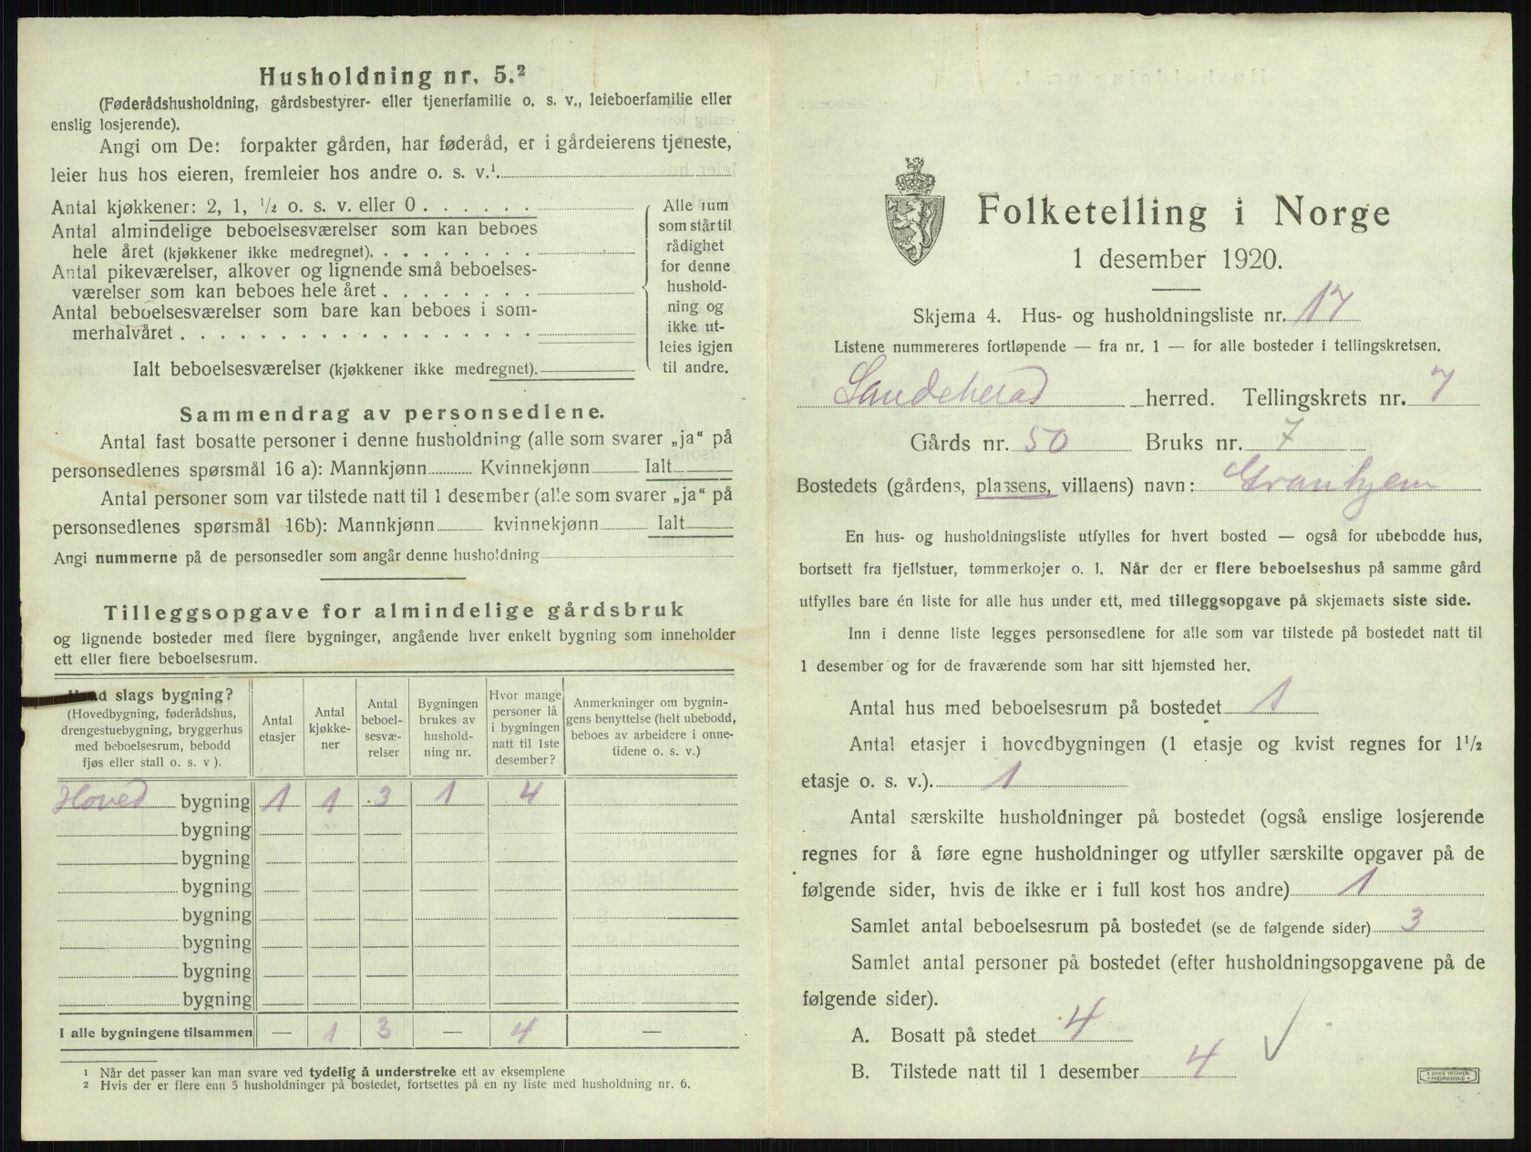 Husholdning nr. 5.²
(Føderådshusholdning, gårdsbestyrer- eller tjenerfamilie o. s. v., leieboerfamilie eller
enslig losjerende).
Angi om De: forpakter gården, har føderåd, er i gårdeierens tjeneste,
leier hus hos eieren, fremleier hos andre o. s. v.¹
Antal kjøkkener: 2, 1, ¹/₂ o. s. v. eller 0
Antal almindelige beboelsesværelser som kan beboes
hele året (kjøkkener ikke medregnet).
Antal pikeværelser, alkover og lignende små beboelses-
værelser som kan beboes hele året
Antal beboelsesværelser som bare kan beboes i som-
merhalvåret
Ialt beboelsesværelser (kjøkkener ikke medregnet).
Alle rum
som står til
rådighet
for denne
hushold-
ning og
ikke ut-
leies igjen
til andre.
Sammendrag av personsedlene.
Antal fast bosatte personer i denne husholdning (alle som svarer „ja“ på
personsedlenes spørsmål 16 a): Mannkjønn Kvinnekjønn Ialt
Antal personer som var tilstede natt til 1 desember (alle som svarer „ja“ på
personsedlenes spørsmål 16b): Mannkjønn kvinnekjønn Ialt
Angi nummerne på de personsedler som angår denne husholdning
Tilleggsopgave for almindelige gårdsbruk
og lignende bosteder med flere bygninger, angående hver enkelt bygning som inneholder
ett eller flere beboelsesrum.
Hvad slags bygning?
(Hovedbygning, føderådshus,
drengestuebygning, bryggerhus
med beboelsesrum, bebodd
fjøs eller stall o. s. v ).
Antal
etasjer
Antal
kjøkke-
ner
Antal
beboel-
sesvæ-
relser
Bygningen
brukes av
hushold-
ning nr.
Hvor mange
personer lå
i bygningen
natt til 1ste
desember?
Anmerkninger om bygnin-
gens benyttelse (helt ubebodd,
beboes av arbeidere i onne-
tidene o. s. v.)
Hoved bygning 1 1 3 1 4
bygning
bygning
bygning
bygning
bygning
bygning
bygning
I alle bygningene tilsammen — 1 3 — 4 —
¹ Når det passer kan man svare ved tydelig å understreke ett av eksemplene
² Hvis der er flere enn 5 husholdninger på bostedet, fortsettes på en ny liste med husholdning nr. 6.
Folketelling i Norge
1 desember 1920.
Skjema 4. Hus- og husholdningsliste nr. 17
Listene nummereres fortløpende — fra nr. 1 — for alle bosteder i tellingskretsen.
Sandeherad herred. Tellingskrets nr. 7
Gårds nr. 50 Bruks nr. 7
Bostedets (gårdens, plassens, villaens) navn: Granhjem
En hus- og husholdningsliste utfylles for hvert bosted — også for ubebodde hus,
bortsett fra fjellstuer, tømmerkojer o. l. Når der er flere beboelseshus på samme gård
utfylles bare én liste for alle hus under ett, med tilleggsopgave på skjemaets siste side.
Inn i denne liste legges personsedlene for alle som var tilstede på bostedet natt til
1 desember og for de fraværende som har sitt hjemsted her.
Antal hus med beboelsesrum på bostedet 1
Antal etasjer i hovedbygningen (1 etasje og kvist regnes for 1¹/₂
etasje o. s. v.). 1
Antal særskilte husholdninger på bostedet (også enslige losjerende
regnes for å føre egne husholdninger og utfyller særskilte opgaver på de
følgende sider, hvis de ikke er i full kost hos andre) 1
Samlet antal beboelsesrum på bostedet (se de følgende sider) 3
Samlet antal personer på bostedet (efter husholdningsopgavene på de
følgende sider).
A. Bosatt på stedet 4
B. Tilstede natt til 1 desember 4